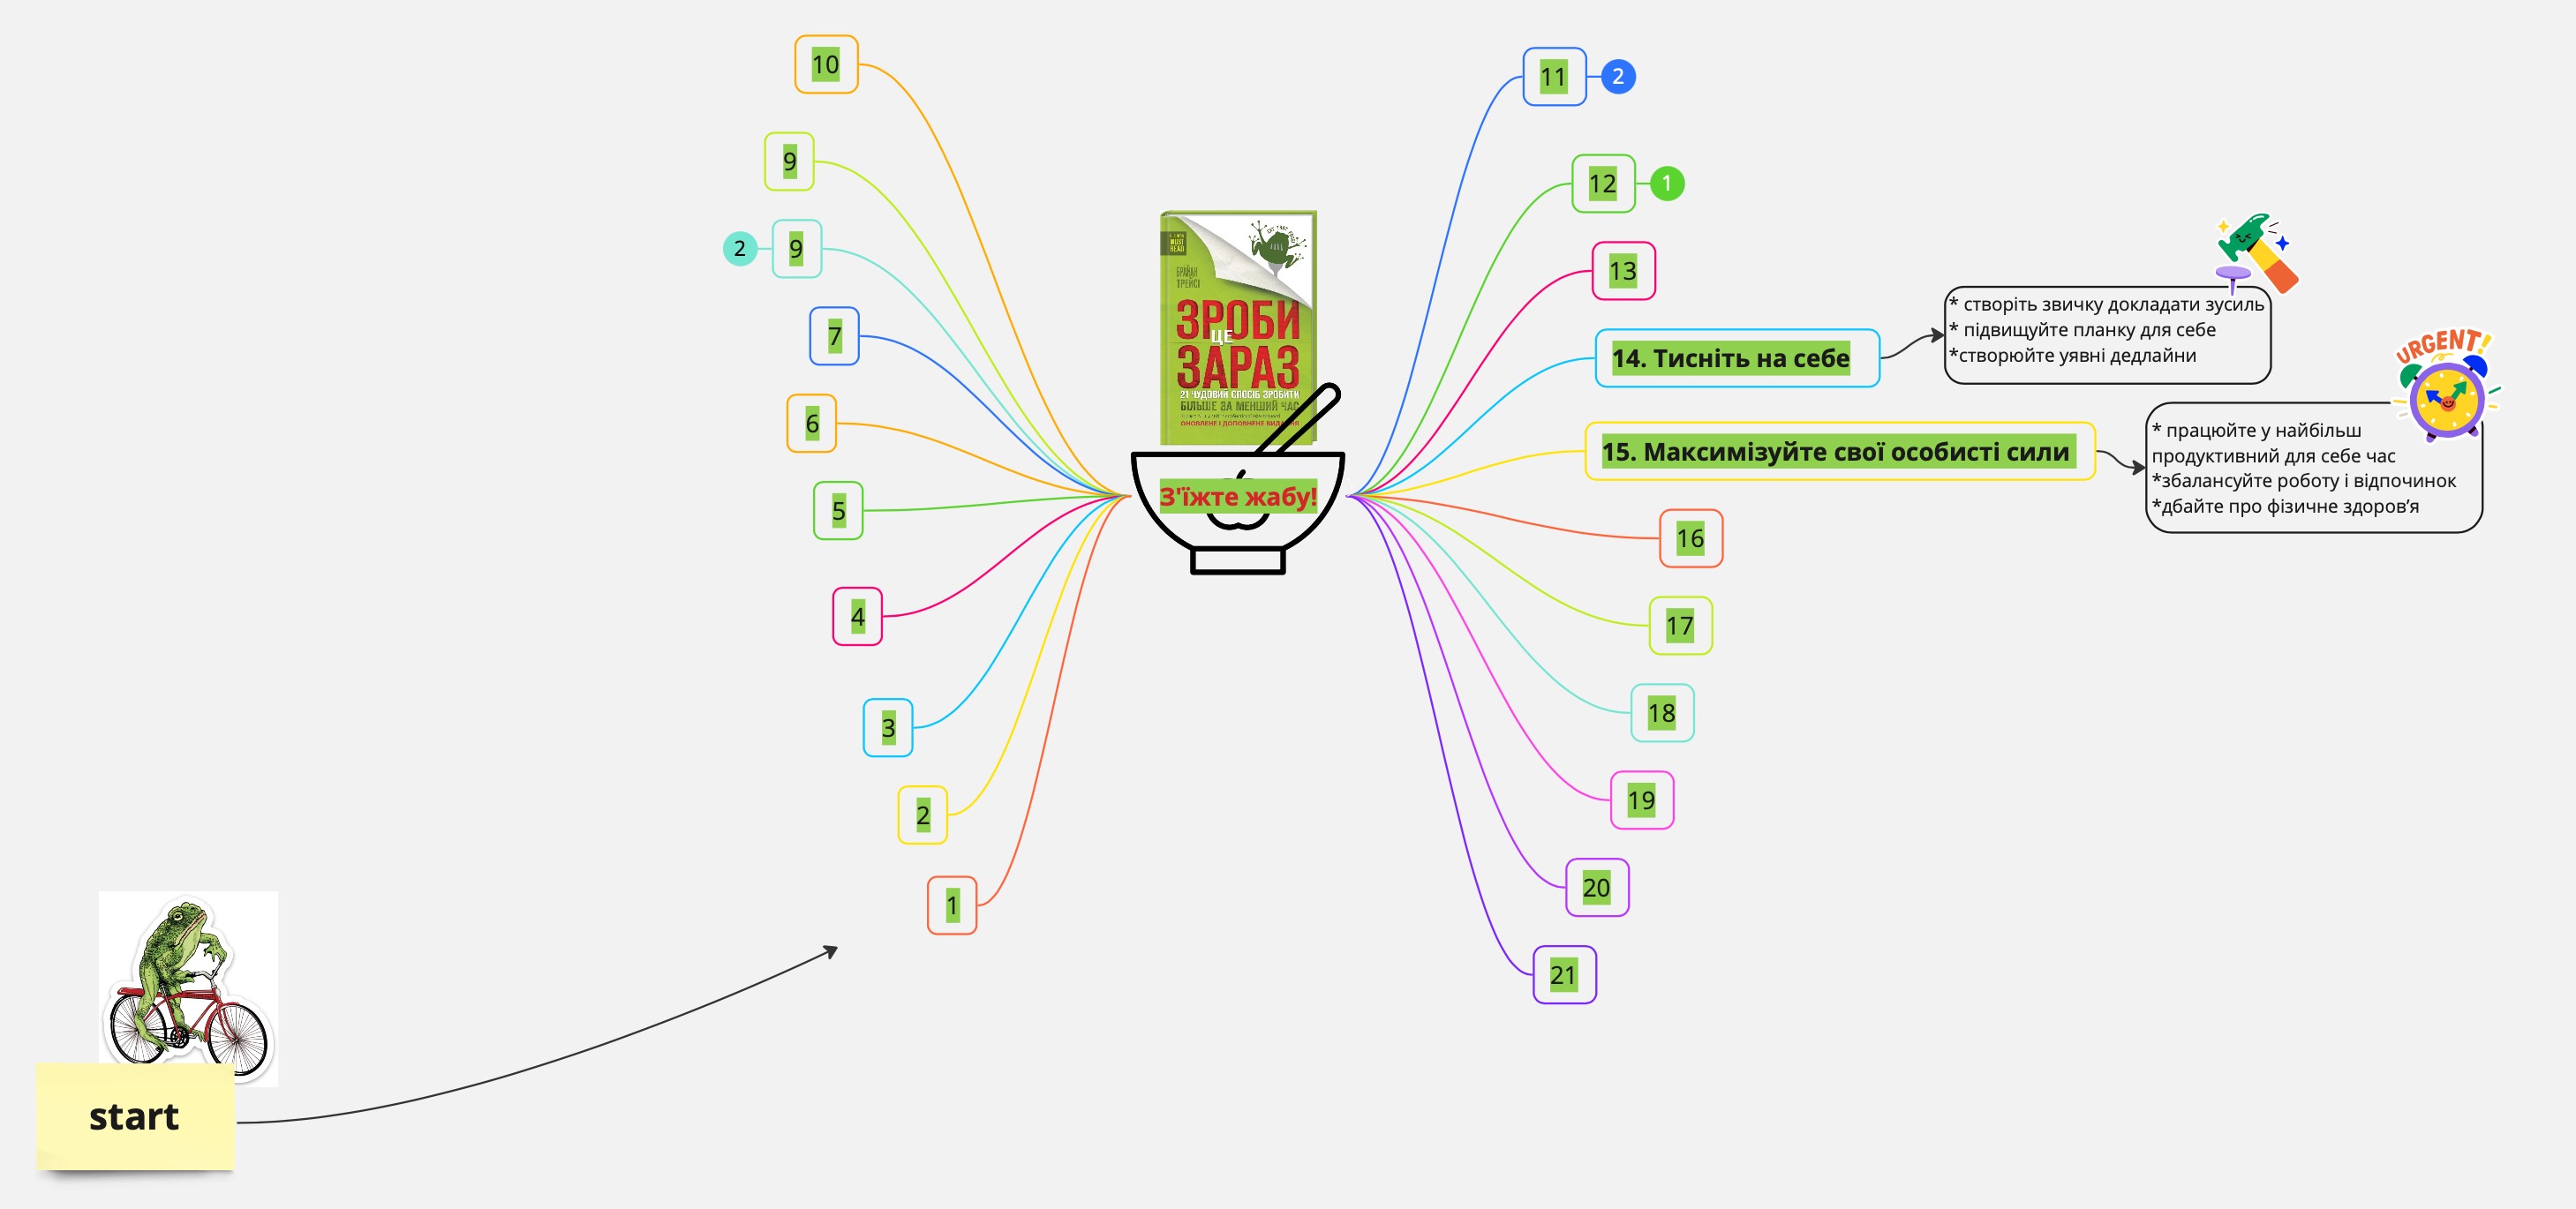 10
9
2
9
7
6
5
4
3
2
1
start
MUST
READ
БРАЙАН
ТРЕЙСІ
ЗРОБИ
ЦЕ
ЗАРАЗ
21 ЧУДОВИЙ СПОСІБ ЗРОБИТИ
БІЛЬШЕ ЗА МЕНШИЙ ЧАС
ОНОВЛЕНЕ І ДОПОВНЕНЕ ВИДАННЯ
З'їжте жабу!
11
2
12
1
13
14. Тисніть на себе
* створіть звичку докладати зусиль
* підвищуйте планку для себе
*створюйте уявні дедлайни
URGENT!
15. Максимізуйте свої особисті сили
* працюйте у найбільш
продуктивний для себе час
*збалансуйте роботу і відпочинок
*дбайте про фізичне здоров’я
16
17
18
19
20
21